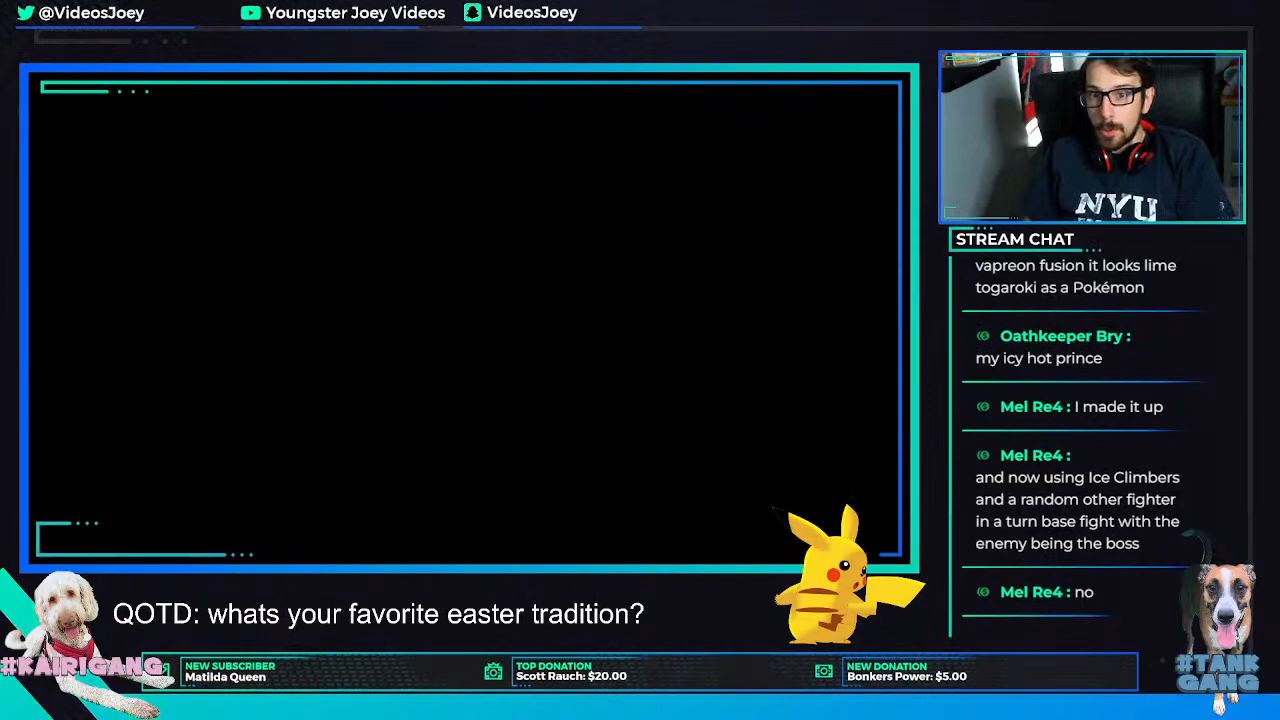 @VideosJoey
Youngster Joey Videos
VideosJoey
NYU
STREAM CHAT
vapreon fusion it looks lime
togaroki as a Pokémon
Oathkeeper Bry :
my icy hot prince
Mel Re4 : I made it up
Mel Re4 :
and now using Ice Climbers
and a random other fighter
in a turn base fight with the
enemy being the boss
Mel Re4 : no
QOTD: whats your favorite easter tradition?
#KAIRIGANG
NEW SUBSCRIBER
Matilda Queen
TOP DONATION
Scott Rauch: $20.00
NEW DONATION
Bonkers Power: $5.00
#TANK
GANG